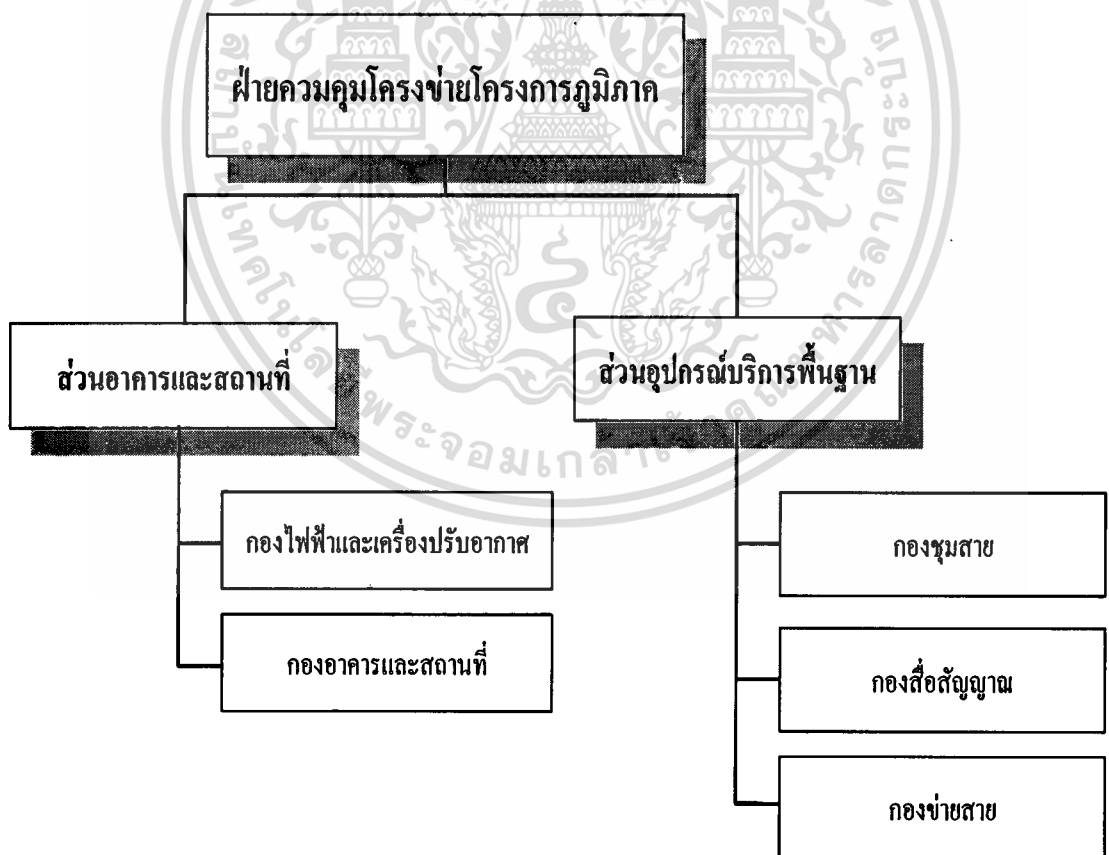 ฝ่ายควมคุมโครงข่ายโครงการภูมิภาค
ส่วนอาคารและสถานที่
ส่วนอุปกรณ์บริการพื้นฐาน
กองไฟฟ้าและเครื่องปรับอากาศ
กองชุมสาย
กองอาคารและสถานที่
กองสื่อสัญญาณ
กองข่ายสาย